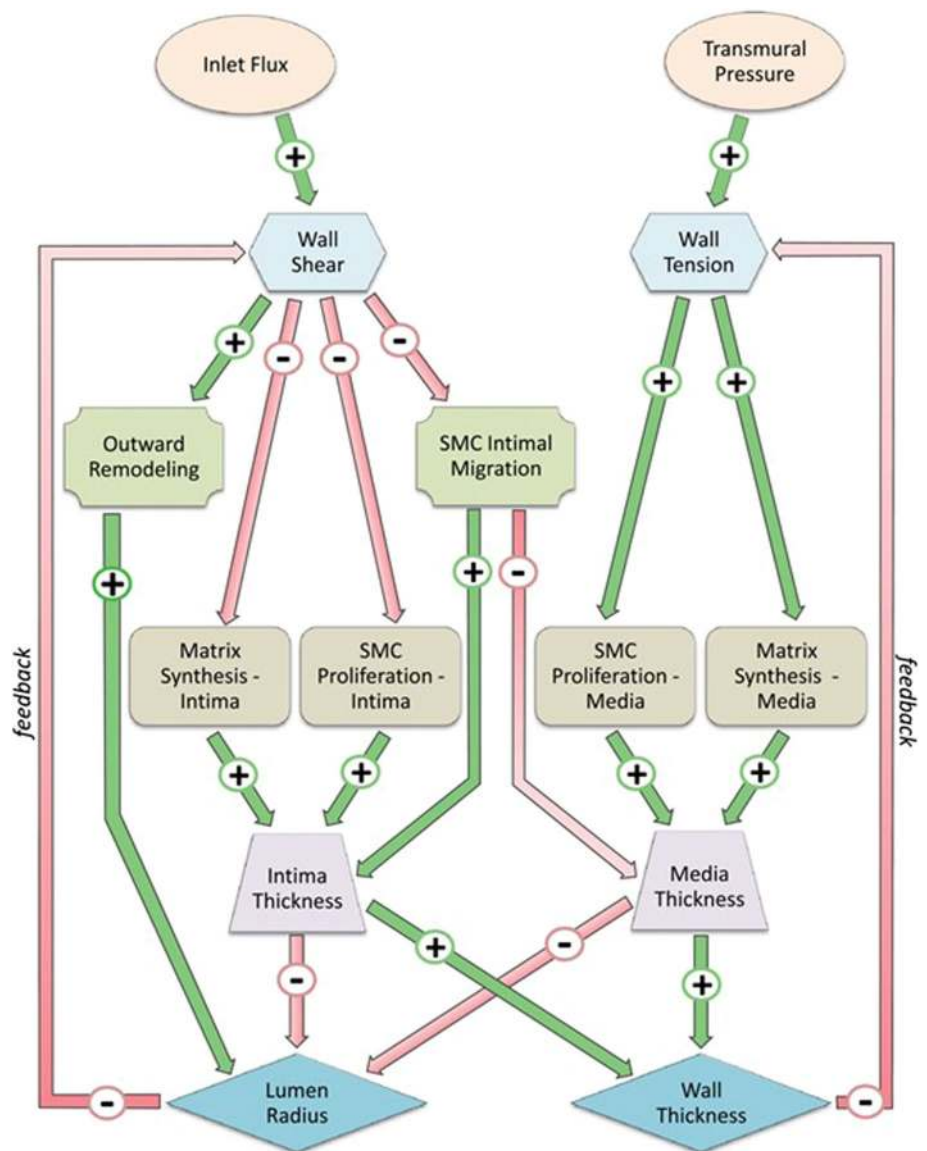 Inlet Flux
Transmural
Pressure
+
+
Wall
Shear
Wall
Tension
+
-
-
-
+
+
Outward
Remodeling
SMC Intimal
Migration
+
+
-
Matrix
Synthesis -
Intima
SMC
Proliferation -
Intima
SMC
Proliferation -
Media
Matrix
Synthesis -
Media
feedback
feedback
+
+
+
+
Intima
Thickness
Media
Thickness
-
+
-
+
Lumen
Radius
Wall
Thickness
-
-